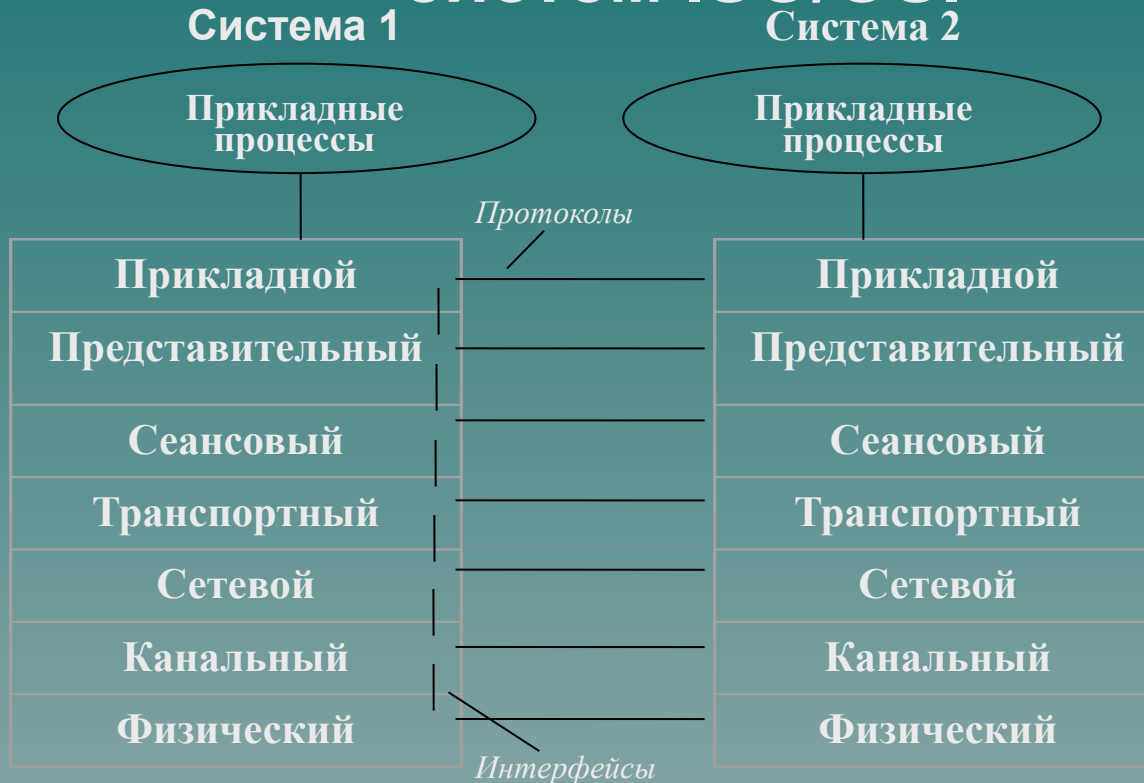 Система 1
Система 2
Прикладные
процессы
Прикладные
процессы
Протоколы
Прикладной
Прикладной
Представительный
Представительный
Сеансовый
Сеансовый
Транспортный
Транспортный
Сетевой
Сетевой
Канальный
Канальный
Физический
Физический
Интерфейсы